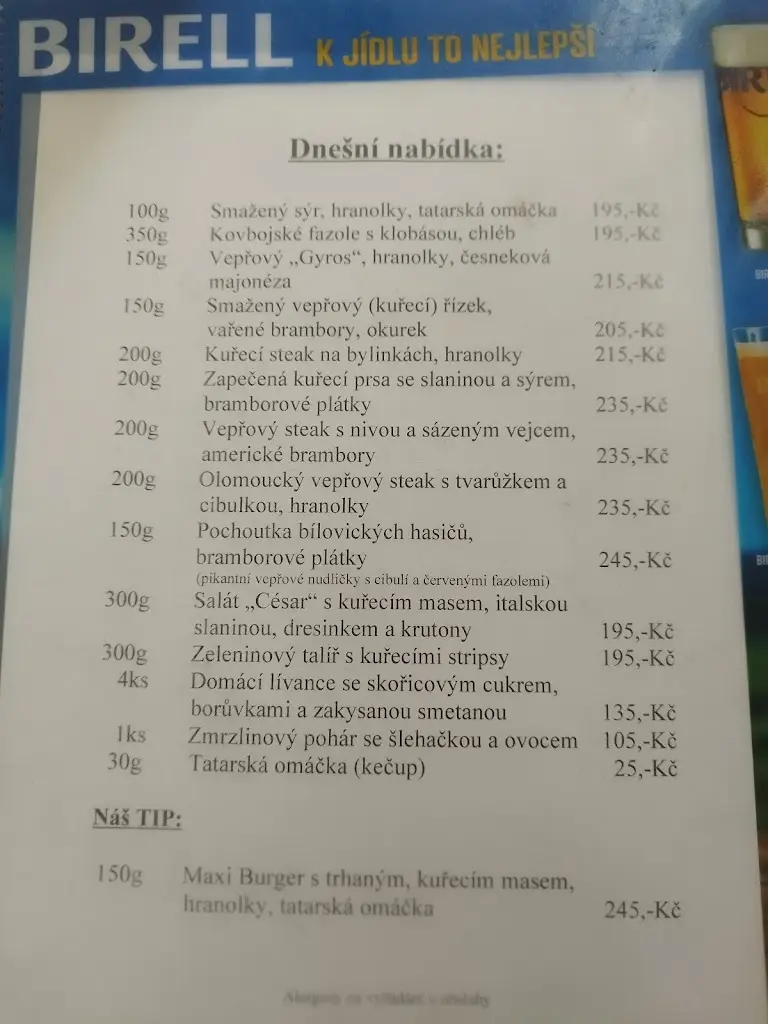 BIRELL K JÍDLU TO NEJLEPŠÍ
Dnešní nabídka:
100g Smažený sýr, hranolky, tatarská omáčka 195,-Kč
350g Kovbojské fazole s klobásou, chléb 195,-Kč
150g Vepřový „Gyros“, hranolky, česneková
majonéza 215,-Kč
150g Smažený vepřový (kuřecí) řízek,
vařené brambory, okurek 205,-Kč
200g Kuřecí steak na bylinkách, hranolky 215,-Kč
200g Zapečená kuřecí prsa se slaninou a sýrem,
bramborové plátky 235,-Kč
200g Vepřový steak s nivou a sázeným vejcem,
americké brambory 235,-Kč
200g Olomoucký vepřový steak s tvarůžkem a
cibulkou, hranolky 235,-Kč
150g Pochoutka bílovických hasičů,
bramborové plátky 245,-Kč
(pikantní vepřové nudličky s cibulí a červenými fazolemi)
300g Salát „César“ s kuřecím masem, italskou
slaninou, dresinkem a krutony 195,-Kč
300g Zeleninový talíř s kuřecími stripsy 195,-Kč
4ks Domácí lívance se skořicovým cukrem,
borůvkami a zakysanou smetanou 135,-Kč
1ks Zmrzlinový pohár se šlehačkou a ovocem 105,-Kč
30g Tatarská omáčka (kečup) 25,-Kč
Náš TIP:
150g Maxi Burger s trhaným, kuřecím masem,
hranolky, tatarská omáčka 245,-Kč